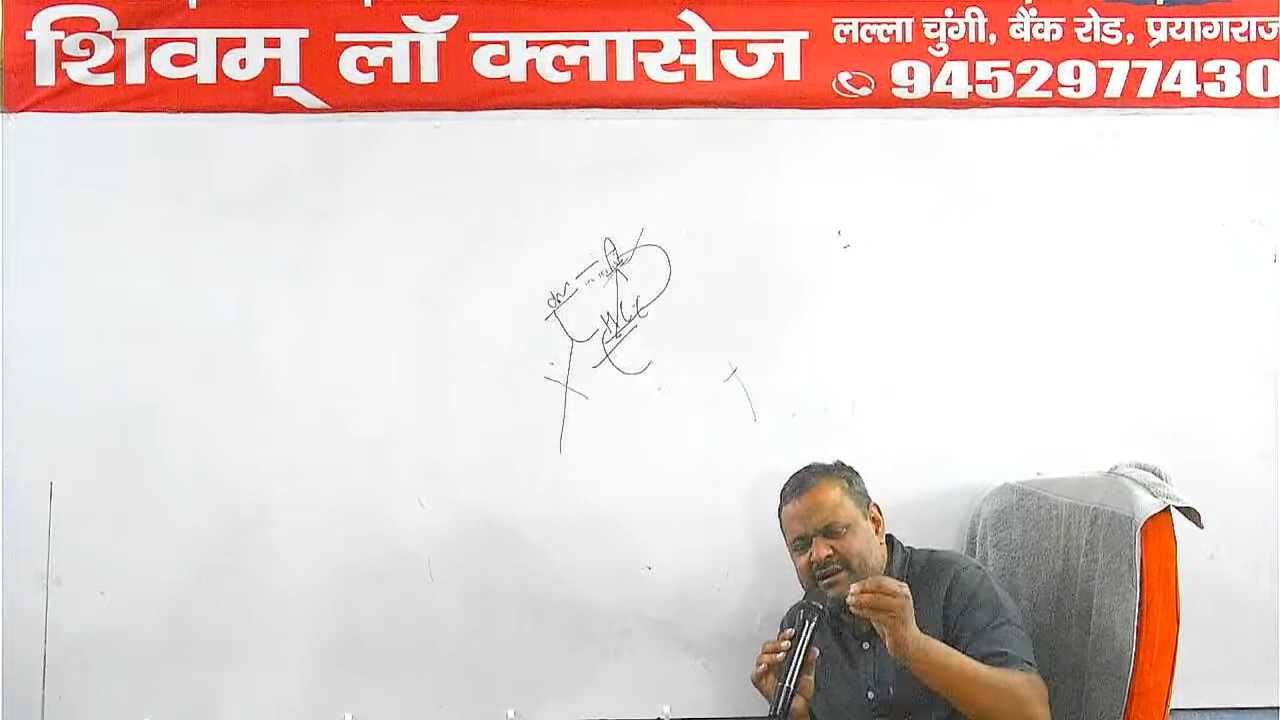 शिवम् लॉ क्लासेज
लल्ला चुंगी, बैंक रोड, प्रयागराज
9452977430